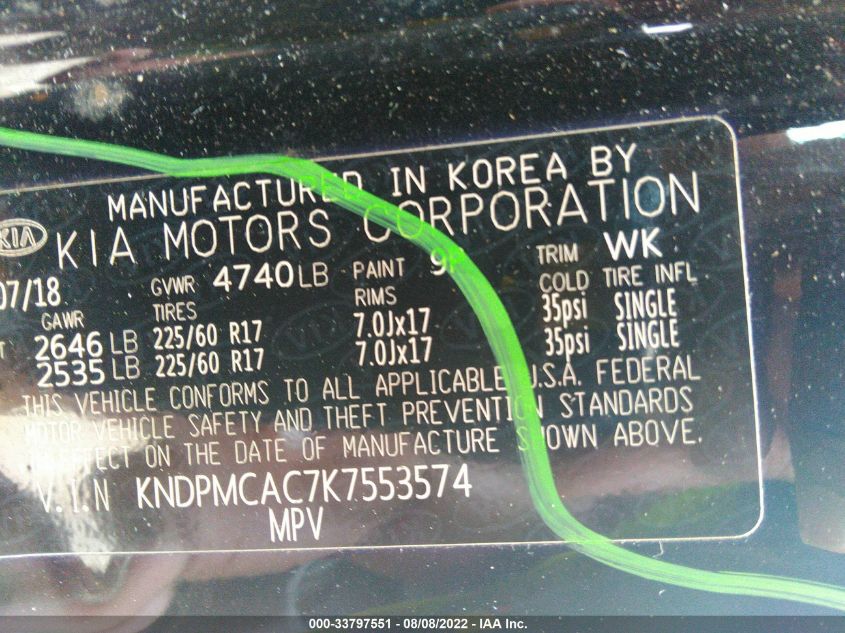 MANUFACTURED IN KOREA BY
KIA KIA MOTORS CORPORATION
07/18 GVWR 4740LB PAINT TRIM WK
GAWR TIRES RIMS COLD TIRE INFL
2646 LB 225/60 R17 7.0Jx17 35psi SINGLE
2535 LB 225/60 R17 7.0Jx17 35psi SINGLE
THIS VEHICLE CONFORMS TO ALL APPLICABLE U.S.A. FEDERAL
MOTOR VEHICLE SAFETY AND THEFT PREVENTION STANDARDS
IN EFFECT ON THE DATE OF MANUFACTURE SHOWN ABOVE.
V.I.N KNDPMCAC7K7553574
MPV
000-33797551 - 08/08/2022 - IAA Inc.